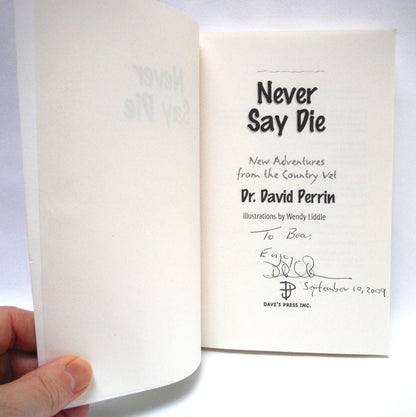 Never
Say Die
New Adventures
from the Country Vet
Dr. David Perrin
Illustrations by Wendy Liddle
To Bea:
Enjoy
September 10, 2009
DAVE'S PRESS INC.